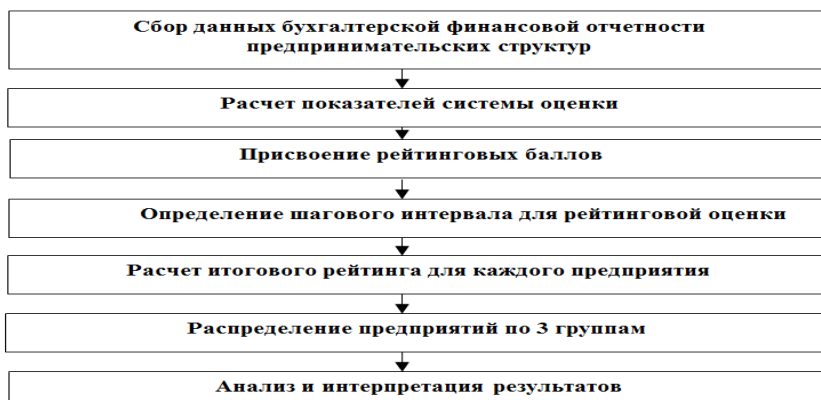 Сбор данных бухгалтерской финансовой отчетности
предпринимательских структур
Расчет показателей системы оценки
Присвоение рейтинговых баллов
Определение шагового интервала для рейтинговой оценки
Расчет итогового рейтинга для каждого предприятия
Распределение предприятий по 3 группам
Анализ и интерпретация результатов